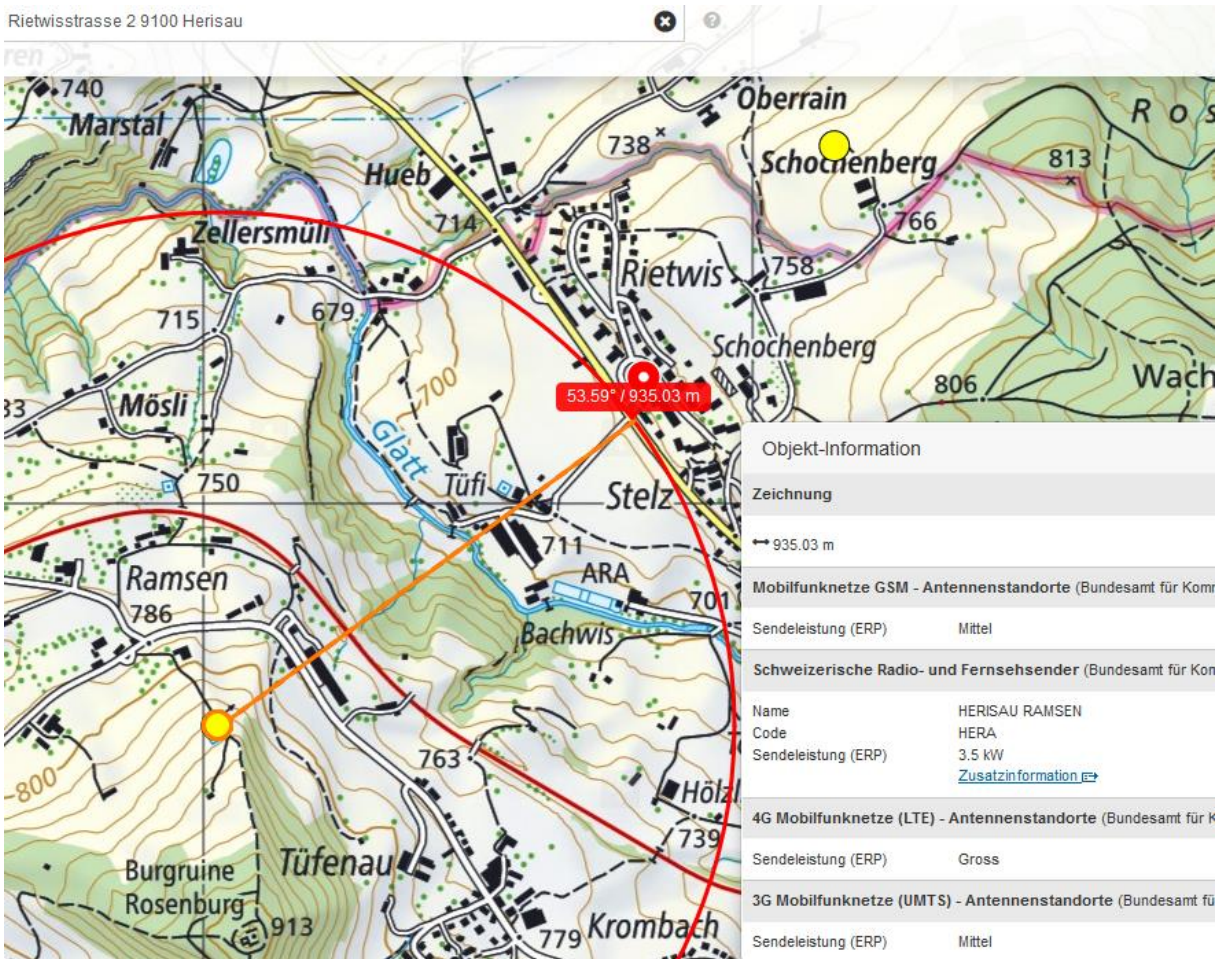 Rietwisstrasse 2 9100 Herisau
740
Marstal
Oberrain
Hueb
738
Schochenberg
813
714
766
Zellersmüll
Rietwis
758
715
679
Schochenberg
53.59° / 935.03 m
700
806
Wach
33
Mösli
Glatt
750
Tüfi
Stelz
711
Ramsen
ARA
701
786
Bachwis
763
800
Hölzl
739
Burgruine
Rosenburg
Tüfenau
913
779
Krombach
Objekt-Information
Zeichnung
935.03 m
Mobilfunknetze GSM - Antennenstandorte (Bundesamt für Komm
Sendeleistung (ERP) Mittel
Schweizerische Radio- und Fernsehsender (Bundesamt für Kom
Name HERISAU RAMSEN
Code HERA
Sendeleistung (ERP) 3.5 kW
Zusatzinformation
4G Mobilfunknetze (LTE) - Antennenstandorte (Bundesamt für K
Sendeleistung (ERP) Gross
3G Mobilfunknetze (UMTS) - Antennenstandorte (Bundesamt fü
Sendeleistung (ERP) Mittel